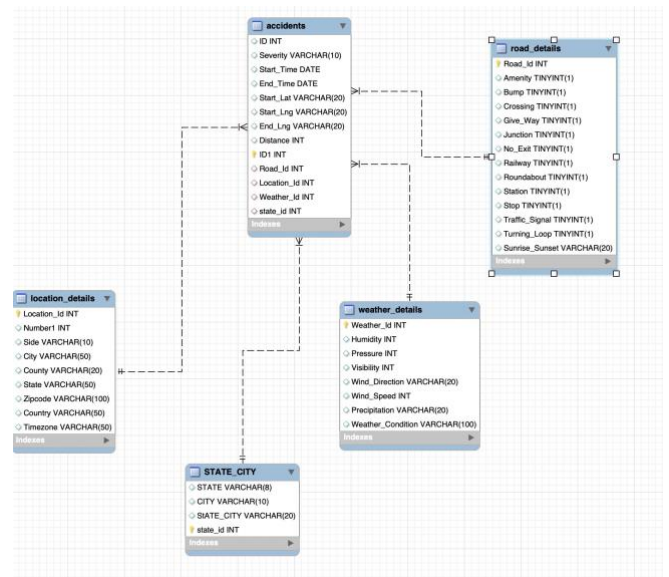 accidents
ID INT
Severity VARCHAR(10)
Start_Time DATE
End_Time DATE
Start_Lat VARCHAR(20)
Start_Lng VARCHAR(20)
End_Lng VARCHAR(20)
Distance INT
ID1 INT
Road_Id INT
Location_Id INT
Weather_Id INT
state_id INT
Indexes
road_details
Road_Id INT
Amenity TINYINT(1)
Bump TINYINT(1)
Crossing TINYINT(1)
Give_Way TINYINT(1)
Junction TINYINT(1)
No_Exit TINYINT(1)
Railway TINYINT(1)
Roundabout TINYINT(1)
Station TINYINT(1)
Stop TINYINT(1)
Traffic_Signal TINYINT(1)
Turning_Loop TINYINT(1)
Sunrise_Sunset VARCHAR(20)
Indexes
location_details
Location_Id INT
Number1 INT
Side VARCHAR(10)
City VARCHAR(50)
County VARCHAR(20)
State VARCHAR(50)
Zipcode VARCHAR(100)
Country VARCHAR(50)
Timezone VARCHAR(50)
Indexes
weather_details
Weather_Id INT
Humidity INT
Pressure INT
Visibility INT
Wind_Direction VARCHAR(20)
Wind_Speed INT
Precipitation VARCHAR(20)
Weather_Condition VARCHAR(100)
Indexes
STATE_CITY
STATE VARCHAR(8)
CITY VARCHAR(10)
StATE_CITY VARCHAR(20)
state_id INT
Indexes